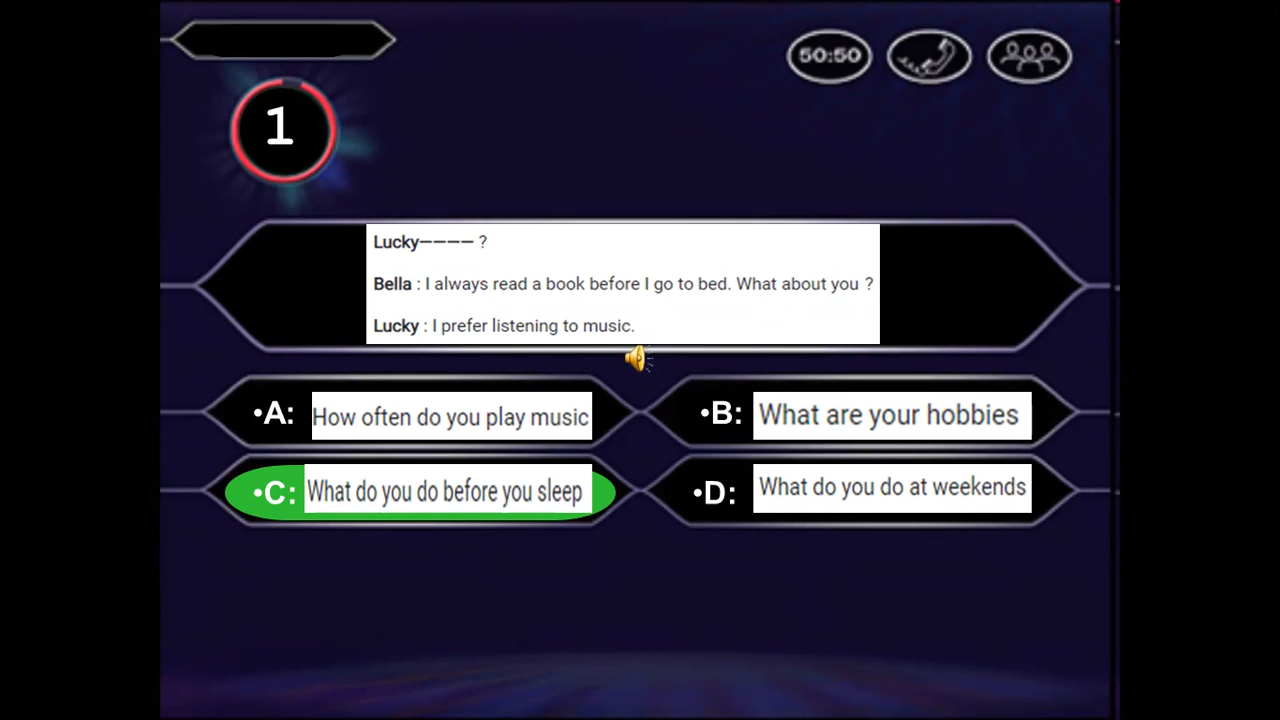 50:50
1
Lucky———— ?
Bella : I always read a book before I go to bed. What about you ?
Lucky : I prefer listening to music.
•A: How often do you play music
•B: What are your hobbies
•C: What do you do before you sleep
•D: What do you do at weekends